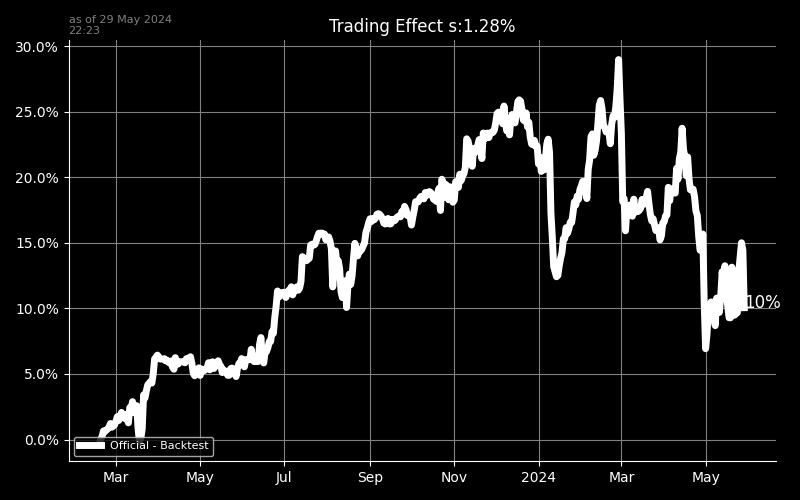 as of 29 May 2024
22:23
Trading Effect s:1.28%
30.0%
25.0%
20.0%
15.0%
10.0%
5.0%
0.0%
10%
Official - Backtest
Mar May Jul Sep Nov 2024 Mar May